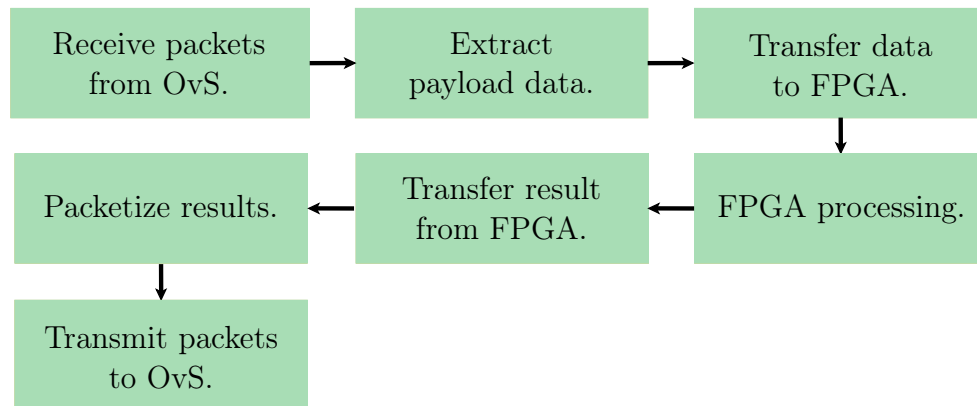 Receive packets
from OvS.
Extract
payload data.
Transfer data
to FPGA.
FPGA processing.
Transfer result
from FPGA.
Packetize results.
Transmit packets
to OvS.